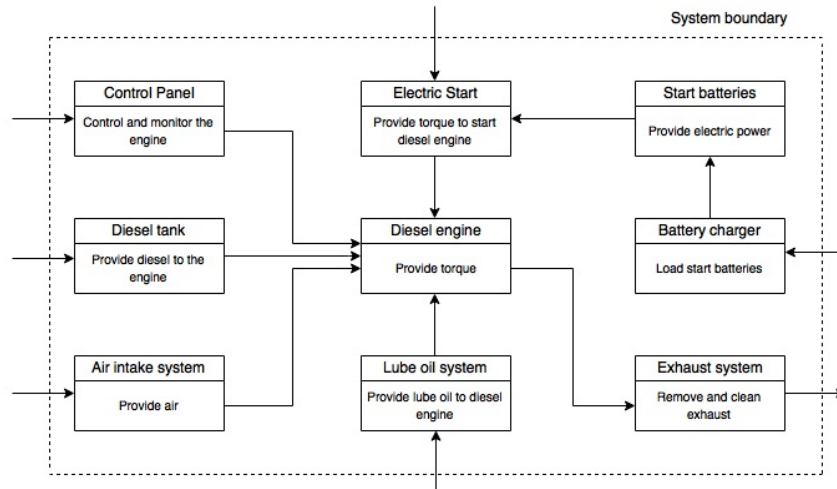 System boundary
Control Panel
Control and monitor the
engine
Electric Start
Provide torque to start
diesel engine
Start batteries
Provide electric power
Diesel tank
Provide diesel to the
engine
Diesel engine
Provide torque
Battery charger
Load start batteries
Air intake system
Provide air
Lube oil system
Provide lube oil to diesel
engine
Exhaust system
Remove and clean
exhaust